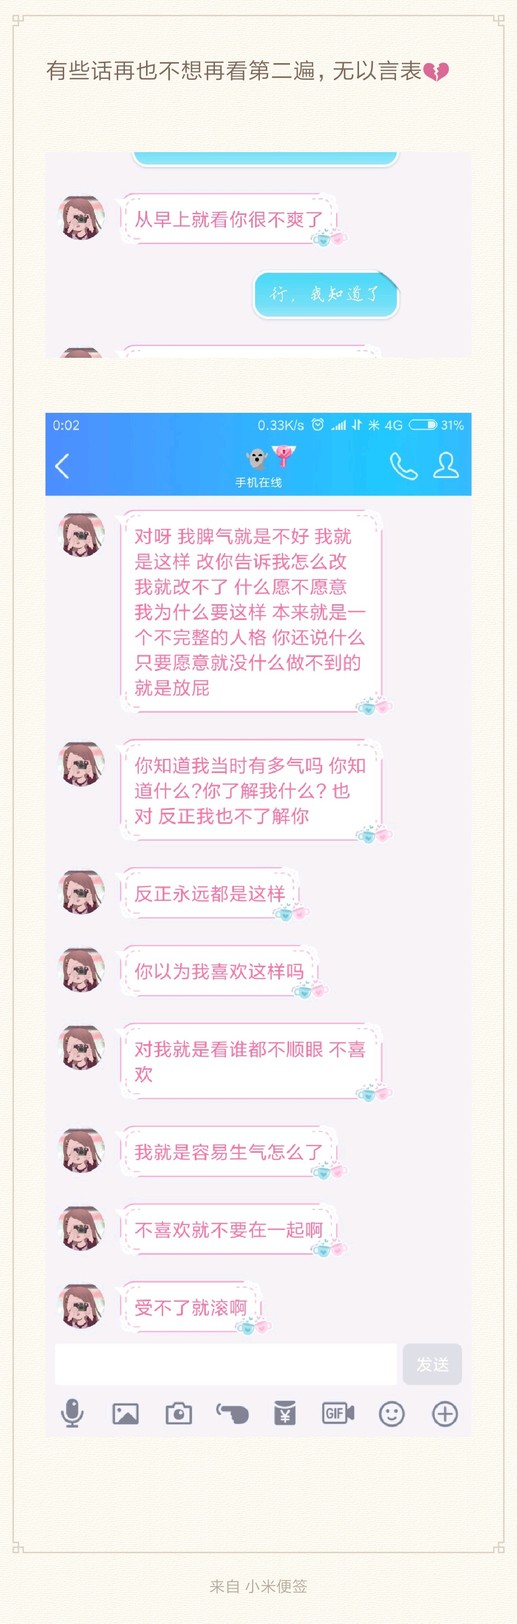 有些话再也不想再看第二遍，无以言表
从早上就看你很不爽了
行，我知道了
0:02 0.33K/s 4G 31%
手机在线
对呀 我脾气就是不好 我就
是这样 改你告诉我怎么改
我就改不了 什么愿不愿意
我为什么要这样 本来就是一
个不完整的人格 你还说什么
只要愿意就没什么做不到的
就是放屁
你知道我当时有多气吗 你知
道什么?你了解我什么? 也
对 反正我也不了解你
反正永远都是这样
你以为我喜欢这样吗
对我就是看谁都不顺眼 不喜
欢
我就是容易生气怎么了
不喜欢就不要在一起啊
受不了就滚啊
发送
GIF
来自 小米便签